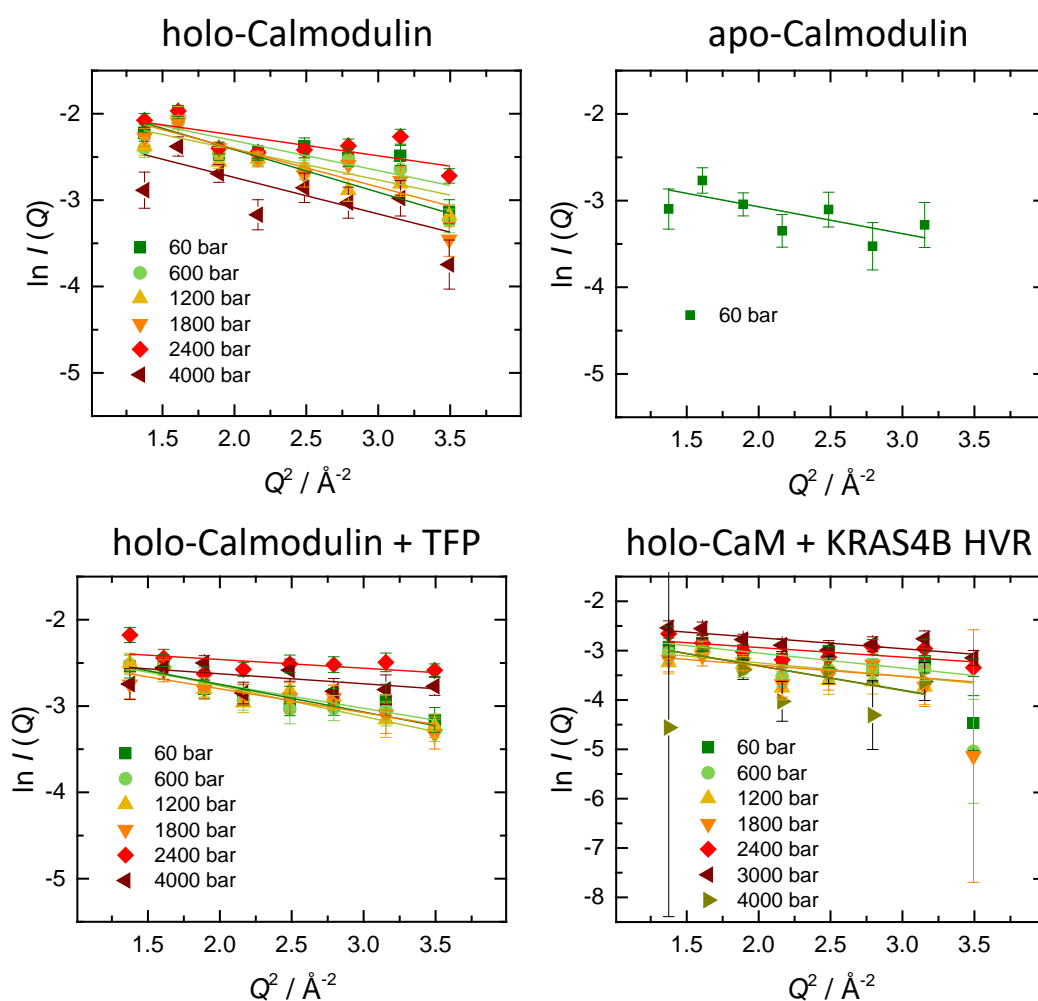 holo-Calmodulin
-2
-3
-4
-5
ln I (Q)
60 bar
600 bar
1200 bar
1800 bar
2400 bar
4000 bar
1.5 2.0 2.5 3.0 3.5
Q² / Å⁻²
apo-Calmodulin
-2
-3
-4
-5
ln I (Q)
60 bar
1.5 2.0 2.5 3.0 3.5
Q² / Å⁻²
holo-Calmodulin + TFP
-2
-3
-4
-5
ln I (Q)
60 bar
600 bar
1200 bar
1800 bar
2400 bar
4000 bar
1.5 2.0 2.5 3.0 3.5
Q² / Å⁻²
holo-CaM + KRAS4B HVR
-2
-3
-4
-5
-6
-7
-8
ln I (Q)
60 bar
600 bar
1200 bar
1800 bar
2400 bar
3000 bar
4000 bar
1.5 2.0 2.5 3.0 3.5
Q² / Å⁻²